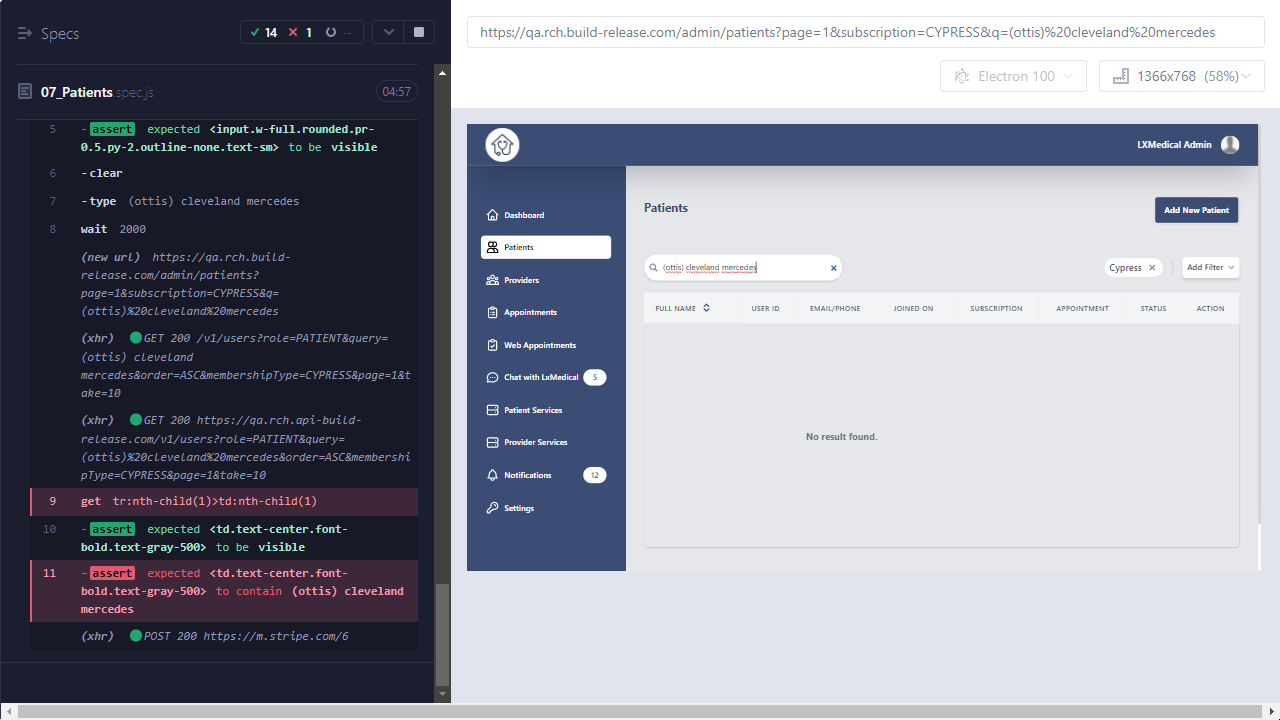 Specs
14
1
--
07_Patients.spec.js
04:57
5 -assert expected <input.w-full.rounded.pr-
0.5.py-2.outline-none.text-sm> to be visible
6 -clear
7 -type (ottis) cleveland mercedes
8 wait 2000
(new url) https://qa.rch.build-
release.com/admin/patients?
page=1&subscription=CYPRESS&q=
(ottis)%20cleveland%20mercedes
(xhr) GET 200 /v1/users?role=PATIENT&query=
(ottis) cleveland
mercedes&order=ASC&membershipType=CYPRESS&page=1&t
ake=10
(xhr) GET 200 https://qa.rch.api-build-
release.com/v1/users?role=PATIENT&query=
(ottis)%20cleveland%20mercedes&order=ASC&membershi
pType=CYPRESS&page=1&take=10
9 get tr:nth-child(1)>td:nth-child(1)
10 -assert expected <td.text-center.font-
bold.text-gray-500> to be visible
11 -assert expected <td.text-center.font-
bold.text-gray-500> to contain (ottis) cleveland
mercedes
(xhr) POST 200 https://m.stripe.com/6
https://qa.rch.build-release.com/admin/patients?page=1&subscription=CYPRESS&q=(ottis)%20cleveland%20mercedes
Electron 100
1366x768 (58%)
LXMedical Admin
Dashboard
Patients
Providers
Appointments
Web Appointments
Chat with LxMedical 5
Patient Services
Provider Services
Notifications 12
Settings
Patients
Add New Patient
(ottis) cleveland mercedes
Cypress
Add Filter
FULL NAME USER ID EMAIL/PHONE JOINED ON SUBSCRIPTION APPOINTMENT STATUS ACTION
No result found.